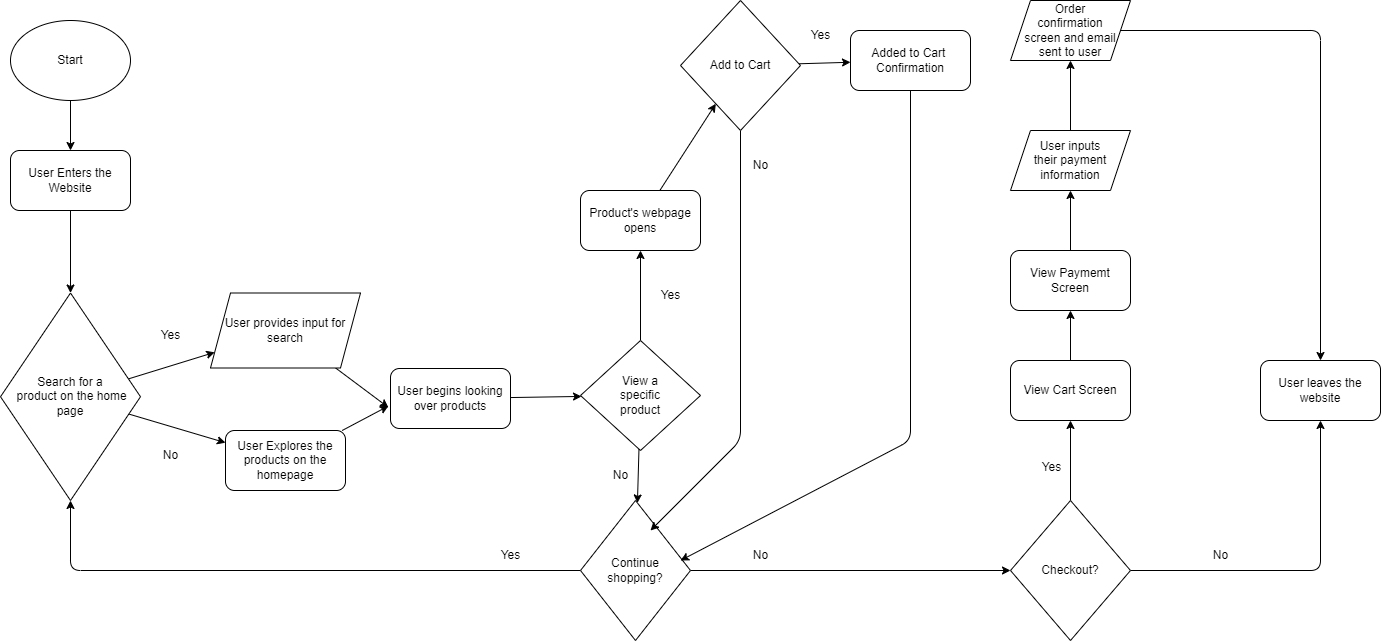 Start
User Enters the
Website
Search for a
product on the home
page
Yes
No
User provides input for
search
User Explores the
products on the
homepage
User begins looking
over products
View a
specific
product
Yes
No
Product's webpage
opens
Add to Cart
Yes
No
Added to Cart
Confirmation
Continue
shopping?
Yes
No
Checkout?
Yes
No
View Cart Screen
View Paymemt
Screen
User inputs
their payment
information
Order
confirmation
screen and email
sent to user
User leaves the
website